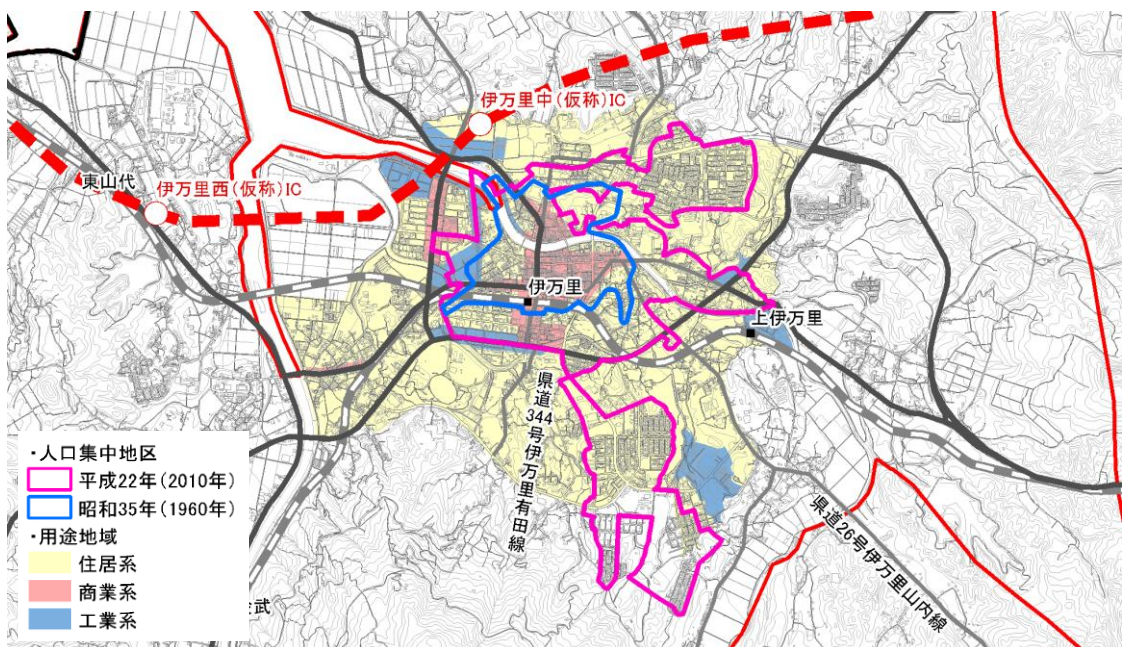 伊万里中(仮称)IC
東山代
伊万里西(仮称)IC
伊万里
上伊万里
県道344号伊万里有田線
県道26号伊万里山内線
・人口集中地区
平成22年(2010年)
昭和35年(1960年)
・用途地域
住居系
商業系
工業系
武